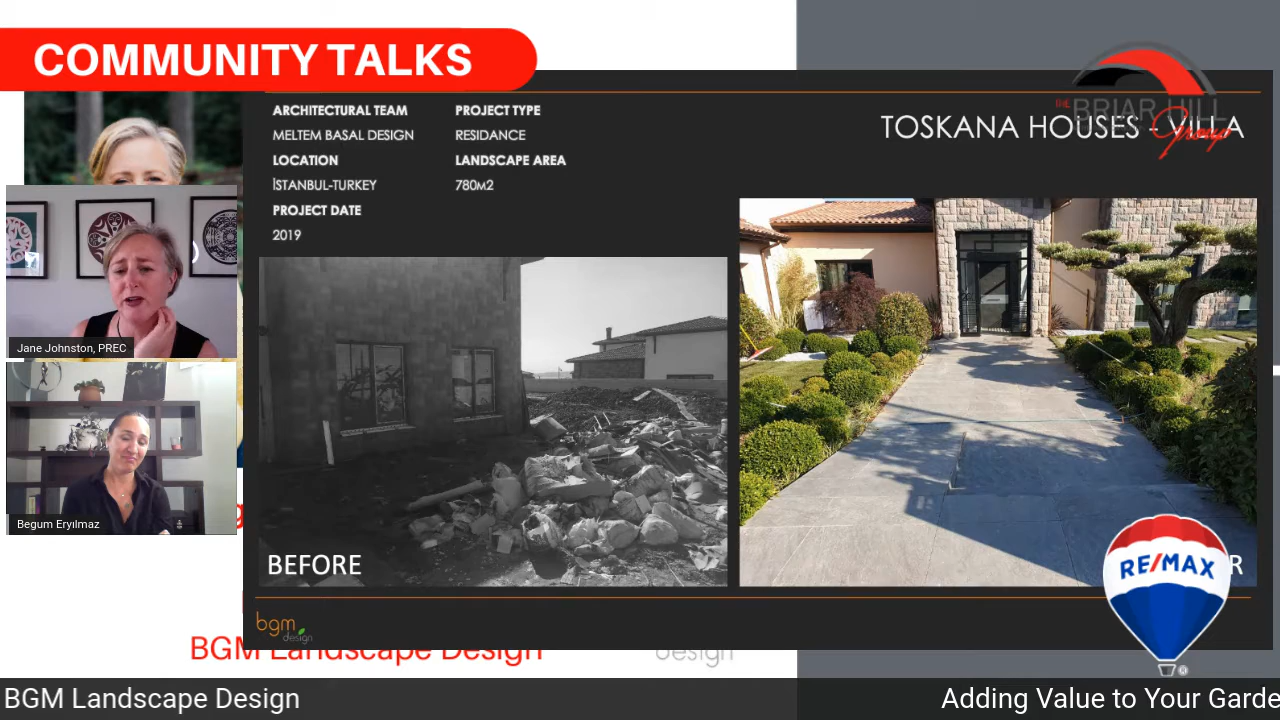 COMMUNITY TALKS
ARCHITECTURAL TEAM
MELTEM BASAL DESIGN
LOCATION
İSTANBUL-TURKEY
PROJECT DATE
2019
PROJECT TYPE
RESIDANCE
LANDSCAPE AREA
780M2
THE BRIAR HILL
Group
TOSKANA HOUSES - VILLA
Jane Johnston, PREC
Begum Eryılmaz
BEFORE
R
RE/MAX
®
bgm
design
BGM Landscape Design
design
BGM Landscape Design
Adding Value to Your Garde